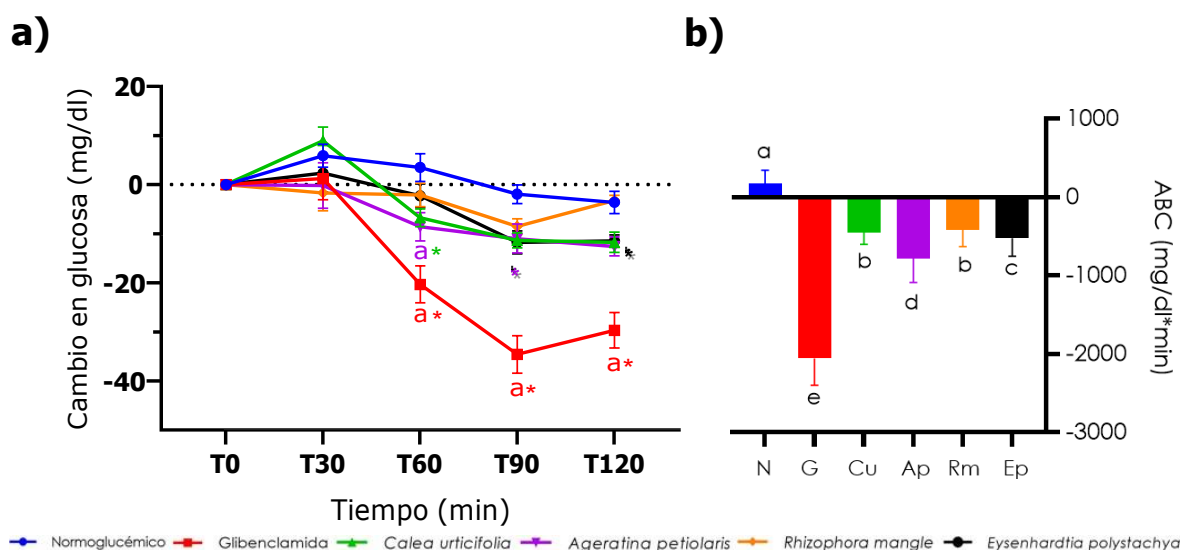 a)
Cambio en glucosa (mg/dl)
20
0
-20
-40
a*
a*
a*
a*
*
*
T0 T30 T60 T90 T120
Tiempo (min)
b)
1000
0
-1000
-2000
-3000
ABC (mg/dl*min)
a
e
b
d
b
c
N G Cu Ap Rm Ep
Normoglucémico Glibenclamida Calea urticifolia Ageratina petiolaris Rhizophora mangle Eysenhardtia polystachya